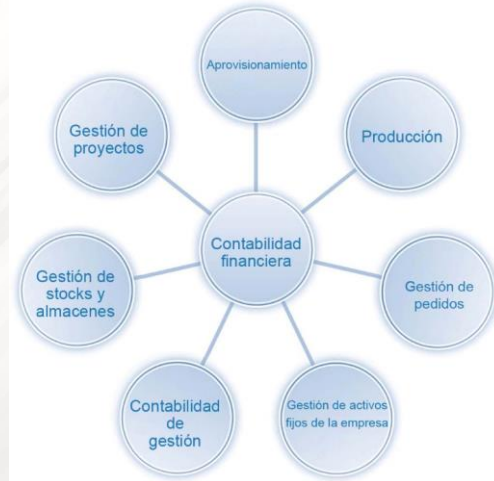 Aprovisionamiento
Gestión de
proyectos
Producción
Contabilidad
financiera
Gestión de
stocks y
almacenes
Gestión de
pedidos
Contabilidad
de
gestión
Gestión de activos
fijos de la empresa